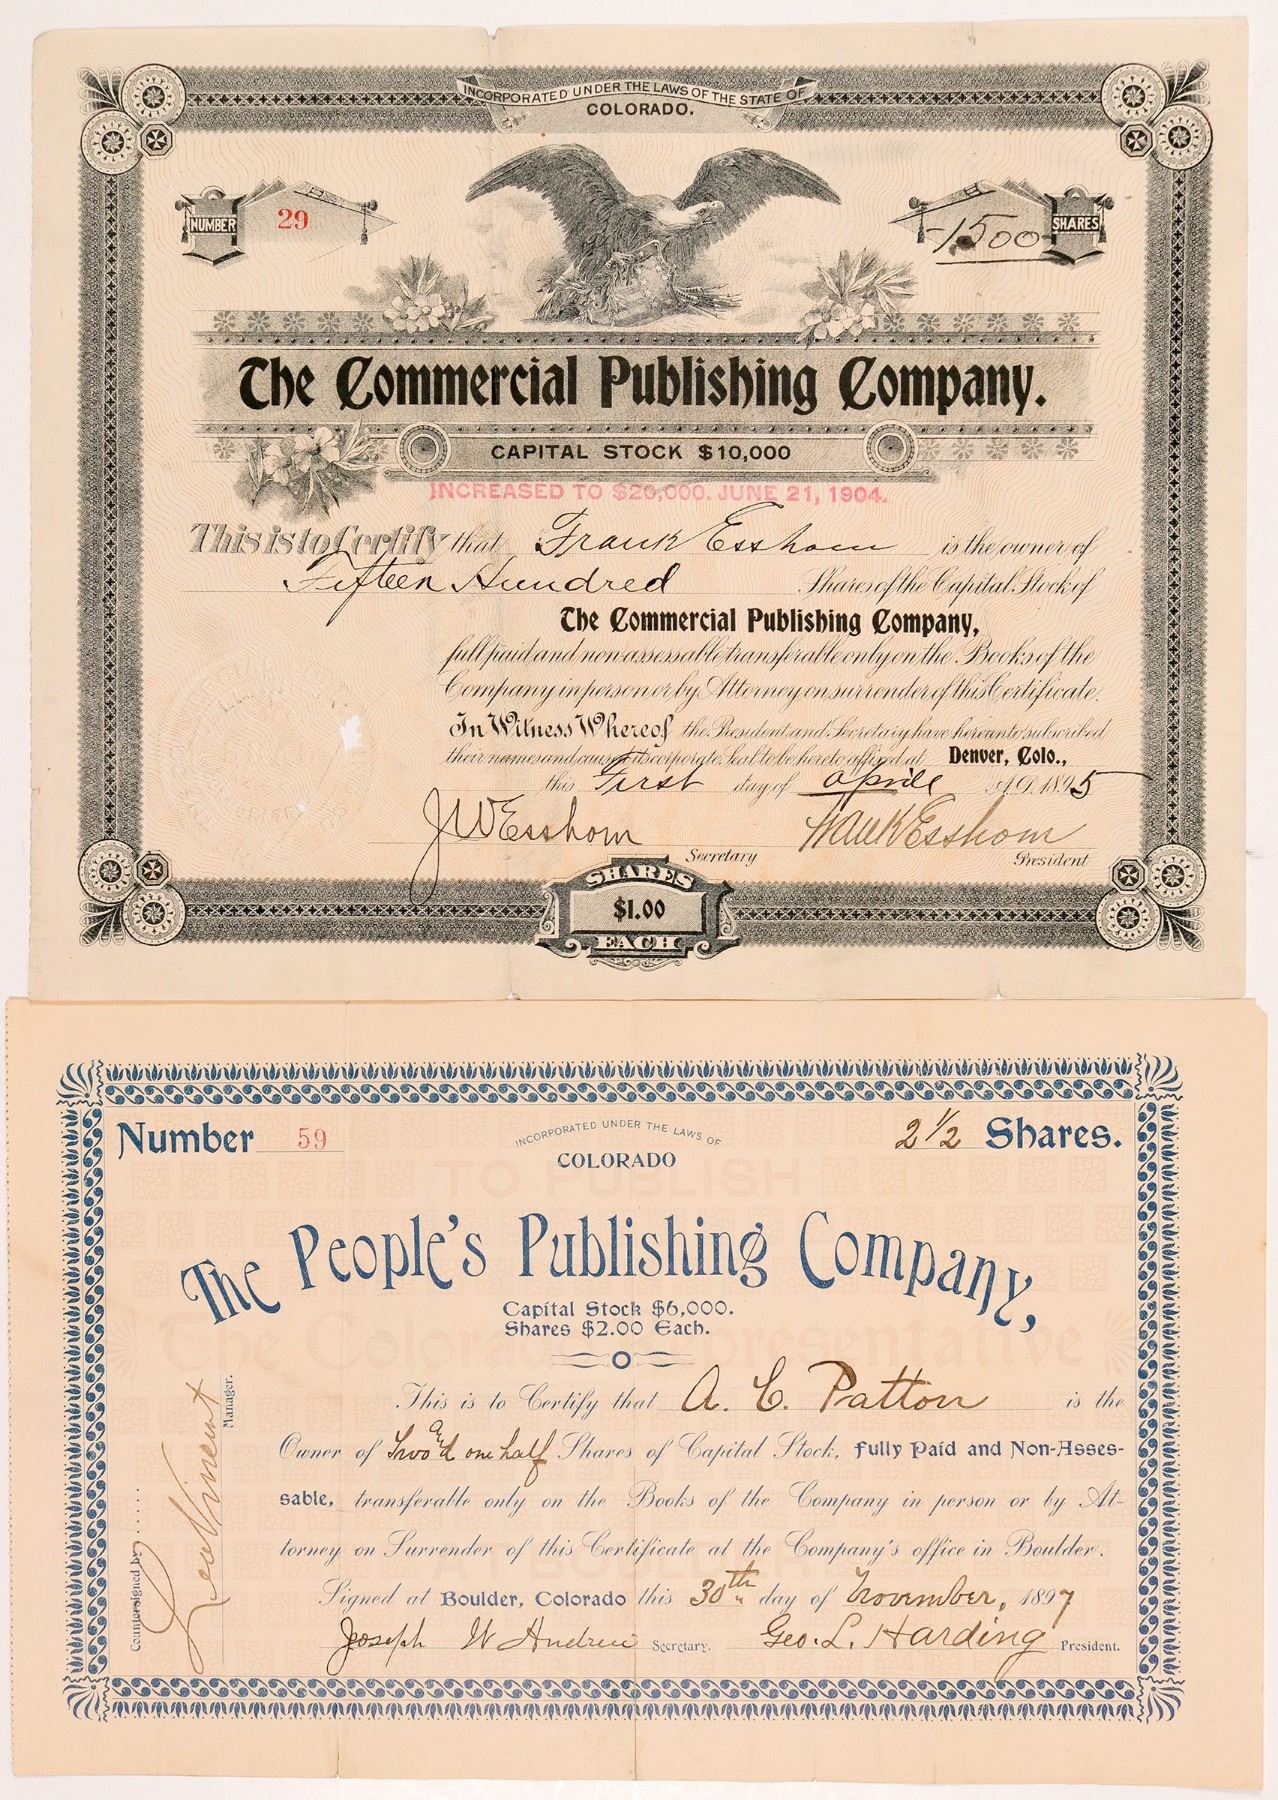 INCORPORATED UNDER THE LAWS OF THE STATE OF
COLORADO.
NUMBER 29
-1500- SHARES
The Commercial Publishing Company.
CAPITAL STOCK $10,000
INCREASED TO $20,000. JUNE 21, 1904.
This is to Certify that Frank Esshom is the owner of
Fifteen Hundred Shares of the Capital Stock of
The Commercial Publishing Company,
full paid and non assessable transferable only on the Books of the
Company in person or by Attorney on surrender of this Certificate.
In Witness Whereof the President and Secretary have hereunto subscribed
their names and caused its corporate Seal to be hereto affixed at Denver, Colo.,
this First day of aprill A.D. 1895
J W Esshom Secretary Frank Esshom President
SHARES
$1.00
EACH
Number 59
INCORPORATED UNDER THE LAWS OF
COLORADO
2 1/2 Shares.
TO PUBLISH
The People's Publishing Company,
Capital Stock $6,000.
Shares $2.00 Each.
The Colorado Representative
This is to Certify that A. C. Patton is the
Owner of Two and one half Shares of Capital Stock, Fully Paid and Non-Asses-
sable, transferable only on the Books of the Company in person or by At-
torney on Surrender of this Certificate at the Company's office in Boulder.
AT BOULDER
Signed at Boulder, Colorado this 30th day of November, 1897
Joseph W Andrew Secretary. Geo. L. Harding President.
Countersigned by
Leo Vincent
Manager.